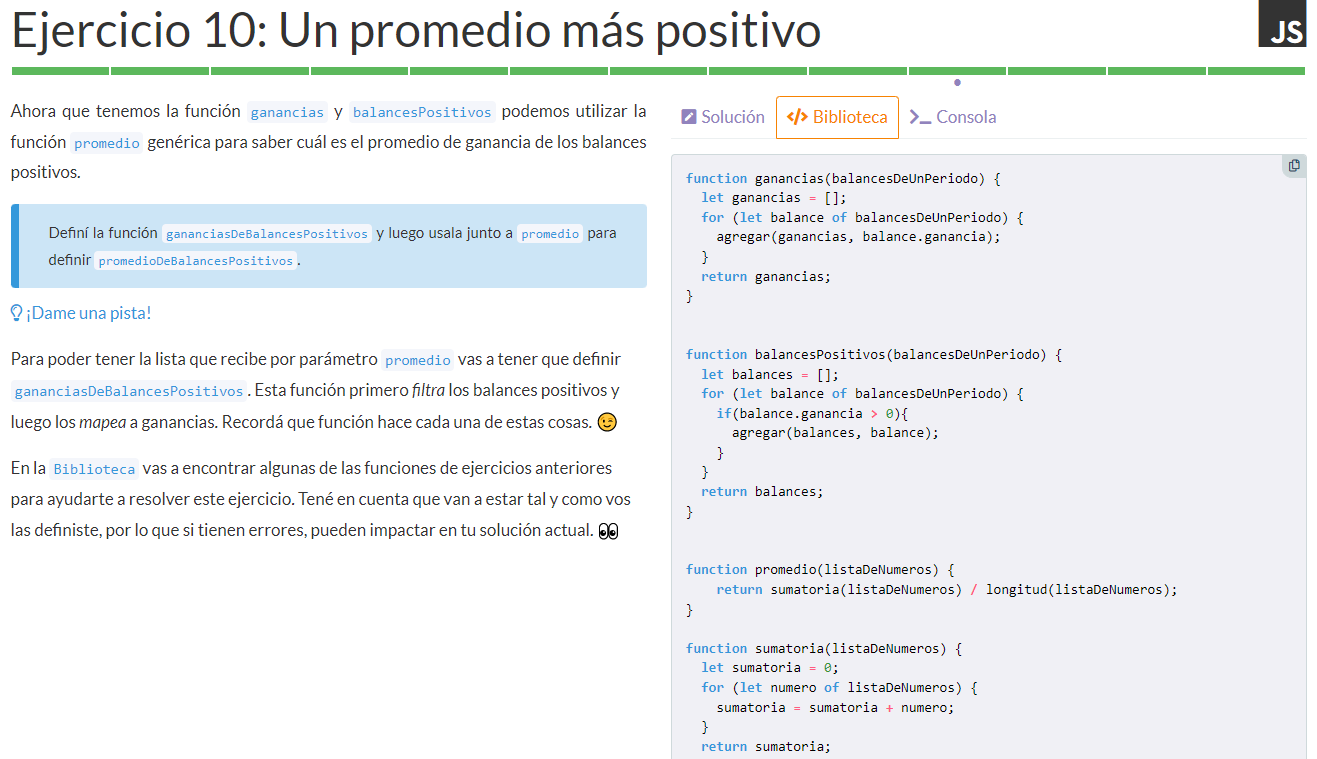 Ejercicio 10: Un promedio más positivo
JS
Ahora que tenemos la función ganancias y balancesPositivos podemos utilizar la
función promedio genérica para saber cuál es el promedio de ganancia de los balances
positivos.
Definí la función gananciasDeBalancesPositivos y luego usala junto a promedio para
definir promedioDeBalancesPositivos.
¡Dame una pista!
Para poder tener la lista que recibe por parámetro promedio vas a tener que definir
gananciasDeBalancesPositivos. Esta función primero filtra los balances positivos y
luego los mapea a ganancias. Recordá que función hace cada una de estas cosas. 😉
En la Biblioteca vas a encontrar algunas de las funciones de ejercicios anteriores
para ayudarte a resolver este ejercicio. Tené en cuenta que van a estar tal y como vos
las definiste, por lo que si tienen errores, pueden impactar en tu solución actual. 👀
Solución </> Biblioteca >_ Consola
function ganancias(balancesDeUnPeriodo) {
  let ganancias = [];
  for (let balance of balancesDeUnPeriodo) {
    agregar(ganancias, balance.ganancia);
  }
  return ganancias;
}
function balancesPositivos(balancesDeUnPeriodo) {
  let balances = [];
  for (let balance of balancesDeUnPeriodo) {
    if(balance.ganancia > 0){
      agregar(balances, balance);
    }
  }
  return balances;
}
function promedio(listaDeNumeros) {
    return sumatoria(listaDeNumeros) / longitud(listaDeNumeros);
}
function sumatoria(listaDeNumeros) {
  let sumatoria = 0;
  for (let numero of listaDeNumeros) {
    sumatoria = sumatoria + numero;
  }
  return sumatoria;